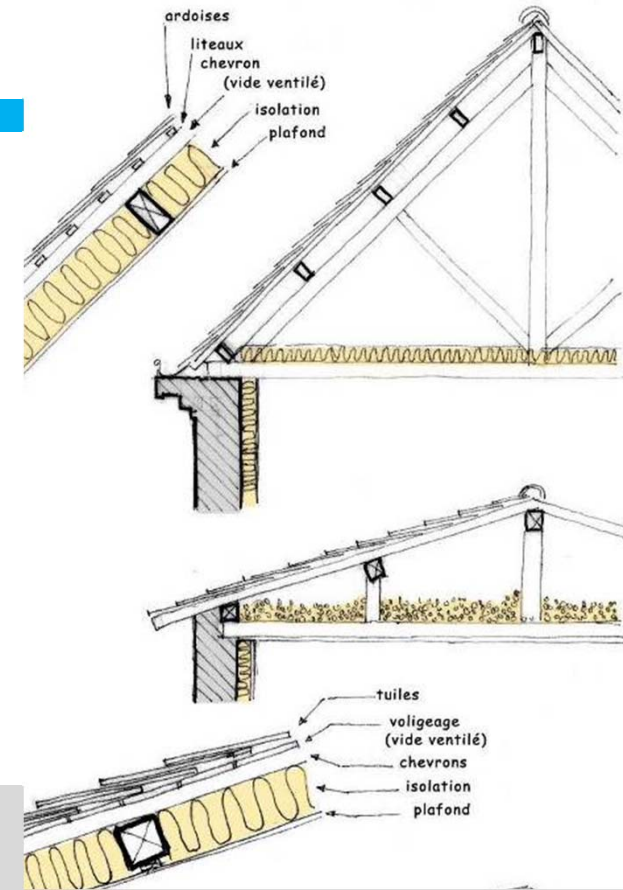 ardoises
liteaux
chevron
(vide ventilé)
isolation
plafond
tuiles
voligeage
(vide ventilé)
chevrons
isolation
plafond